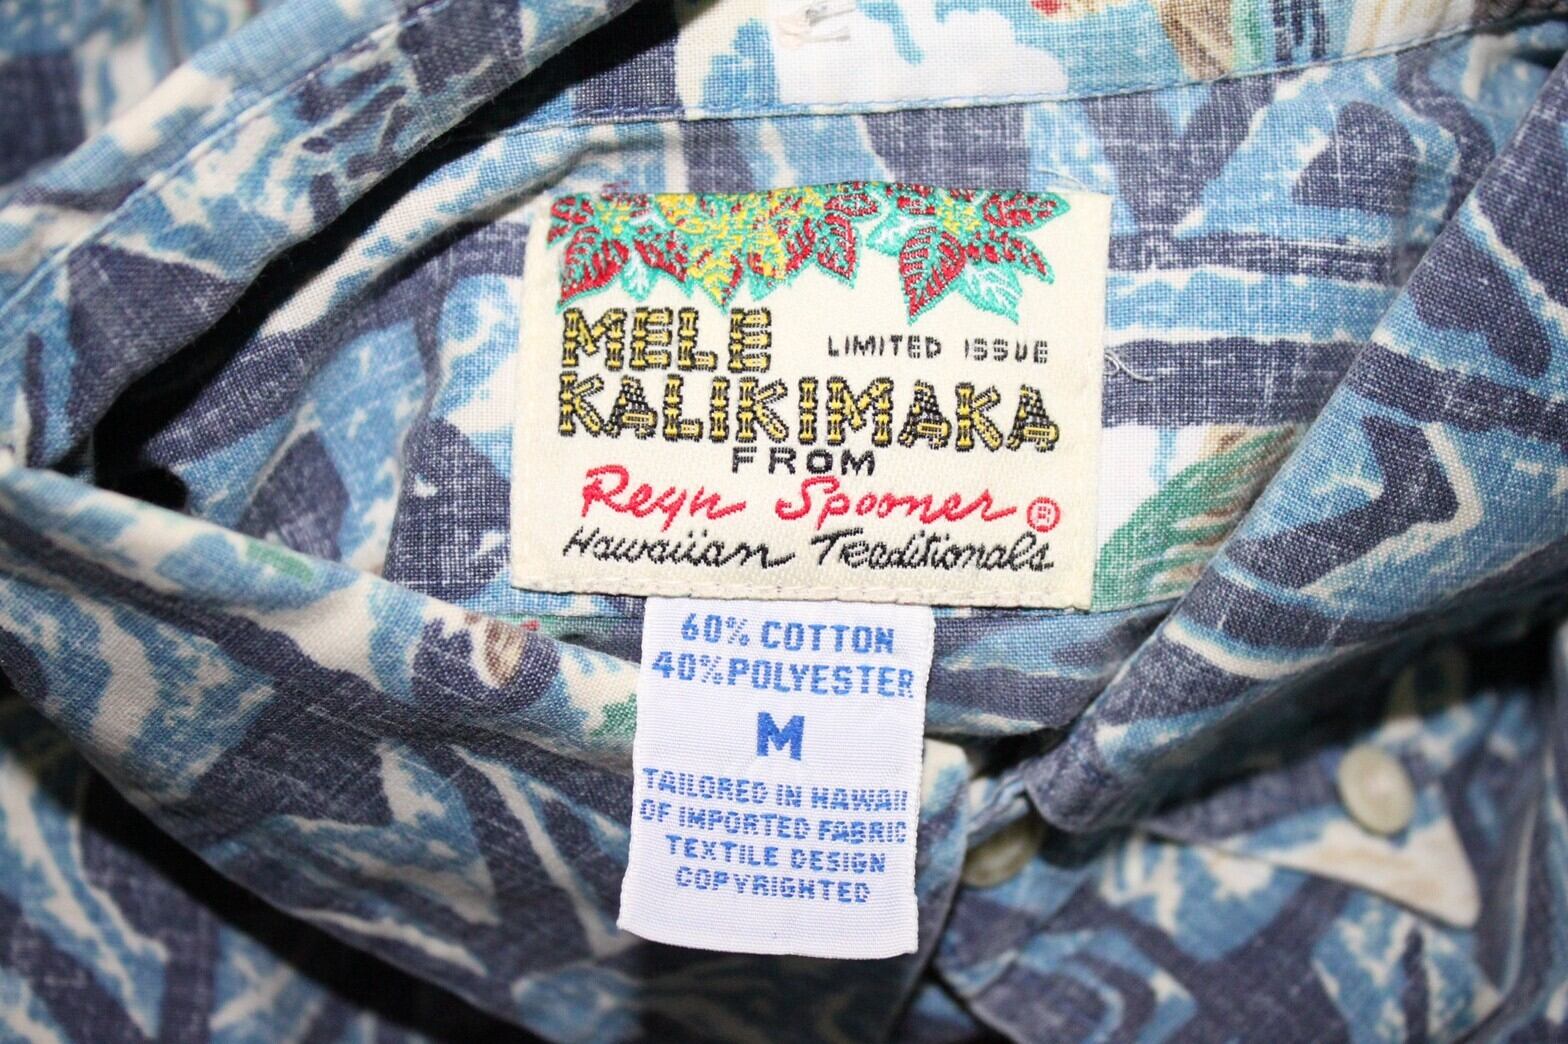 MELE
LIMITED ISSUE
KALIKIMAKA
FROM
Reyn Spooner ®
Hawaiian Traditionals
60% COTTON
40% POLYESTER
M
TAILORED IN HAWAII
OF IMPORTED FABRIC
TEXTILE DESIGN
COPYRIGHTED